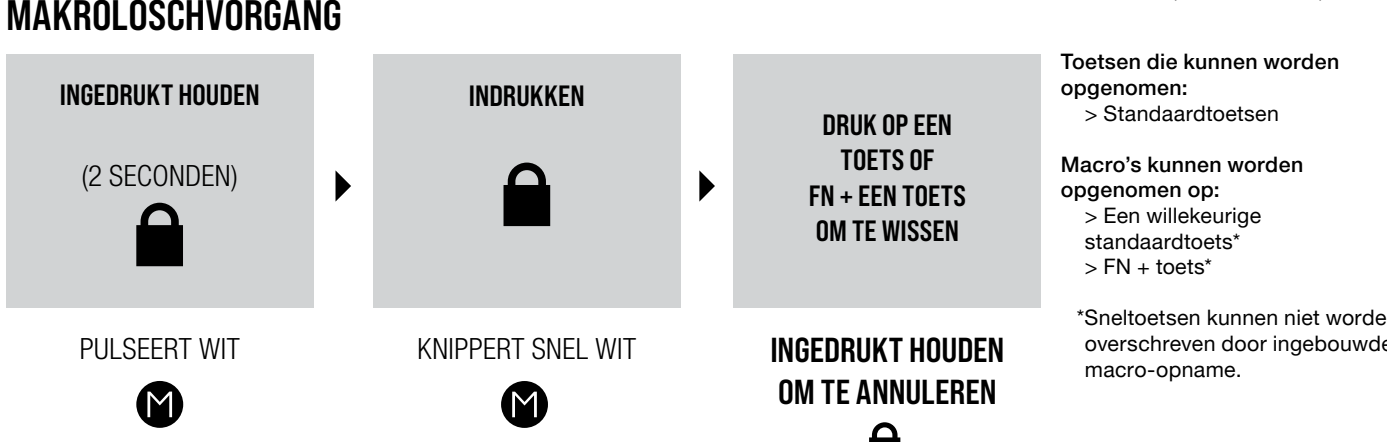 MAKROLÖSCHVORGANG
INGEDRUKT HOUDEN
(2 SECONDEN)
PULSEERT WIT
M
INDRUKKEN
KNIPPERT SNEL WIT
M
DRUK OP EEN
TOETS OF
FN + EEN TOETS
OM TE WISSEN
INGEDRUKT HOUDEN
OM TE ANNULEREN
Toetsen die kunnen worden
opgenomen:
> Standaardtoetsen
Macro’s kunnen worden
opgenomen op:
> Een willekeurige
standaardtoets*
> FN + toets*
*Sneltoetsen kunnen niet worde
overschreven door ingebouwde
macro-opname.